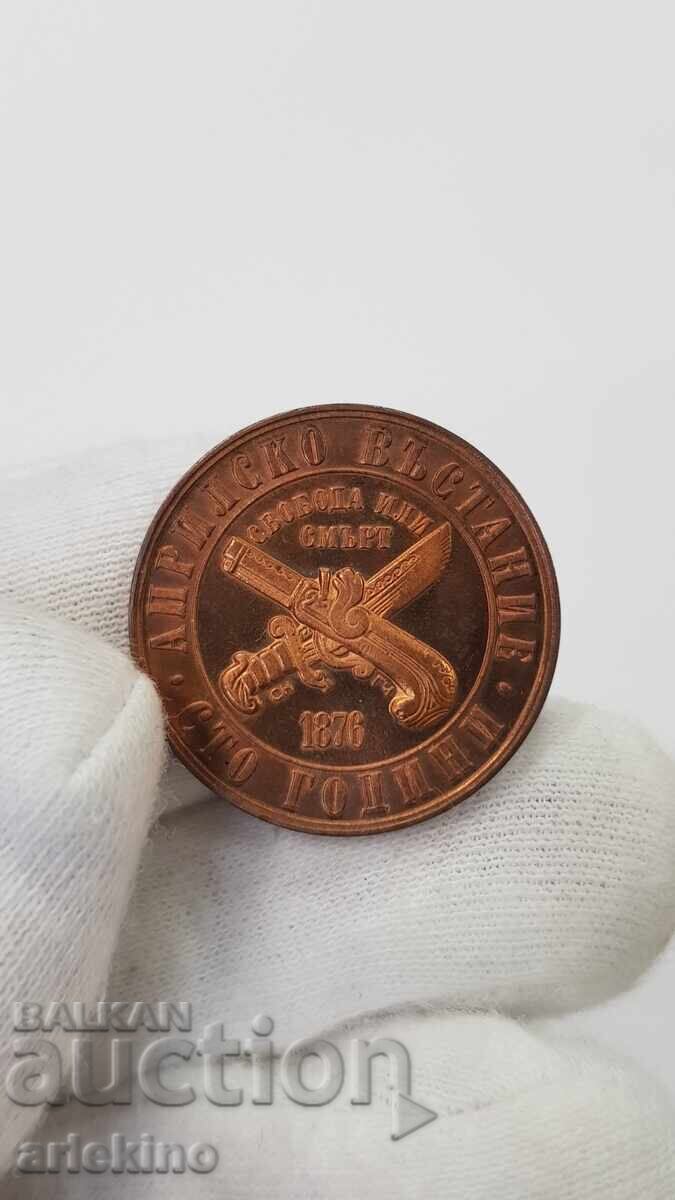 АПРИЛСКО ВЪСТАНИЕ
СВОБОДА ИЛИ
СМЪРТ
1876
· СТО ГОДИНИ ·
BALKAN
auction
arlekino